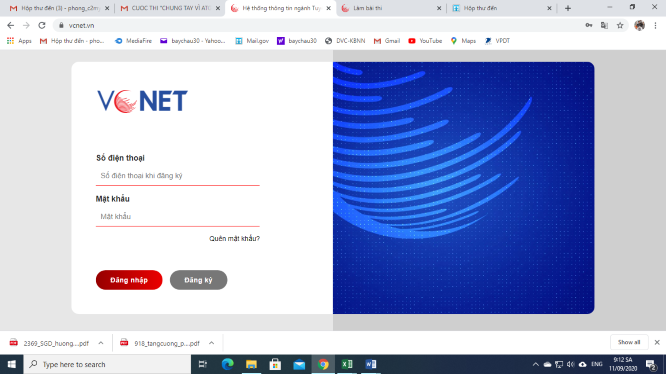 Hộp thư đến (3) - phong_c2m
CUỘC THI "CHUNG TAY VÌ AT
Hệ thống thông tin ngành Tuy
Làm bài thi
Hộp thư đến
vcnet.vn
Apps
Hộp thư đến - pho...
MediaFire
baychau30 - Yahoo...
Mail.gov
baychau30
DVC-KBNN
Gmail
YouTube
Maps
VPDT
VCNET
Số điện thoại
Số điện thoại khi đăng ký
Mật khẩu
Mật khẩu
Quên mật khẩu?
Đăng nhập
Đăng ký
2369_SGD_huong....pdf
918_tangcuong_p....pdf
Show all
Type here to search
ENG
9:12 SA
11/09/2020
2